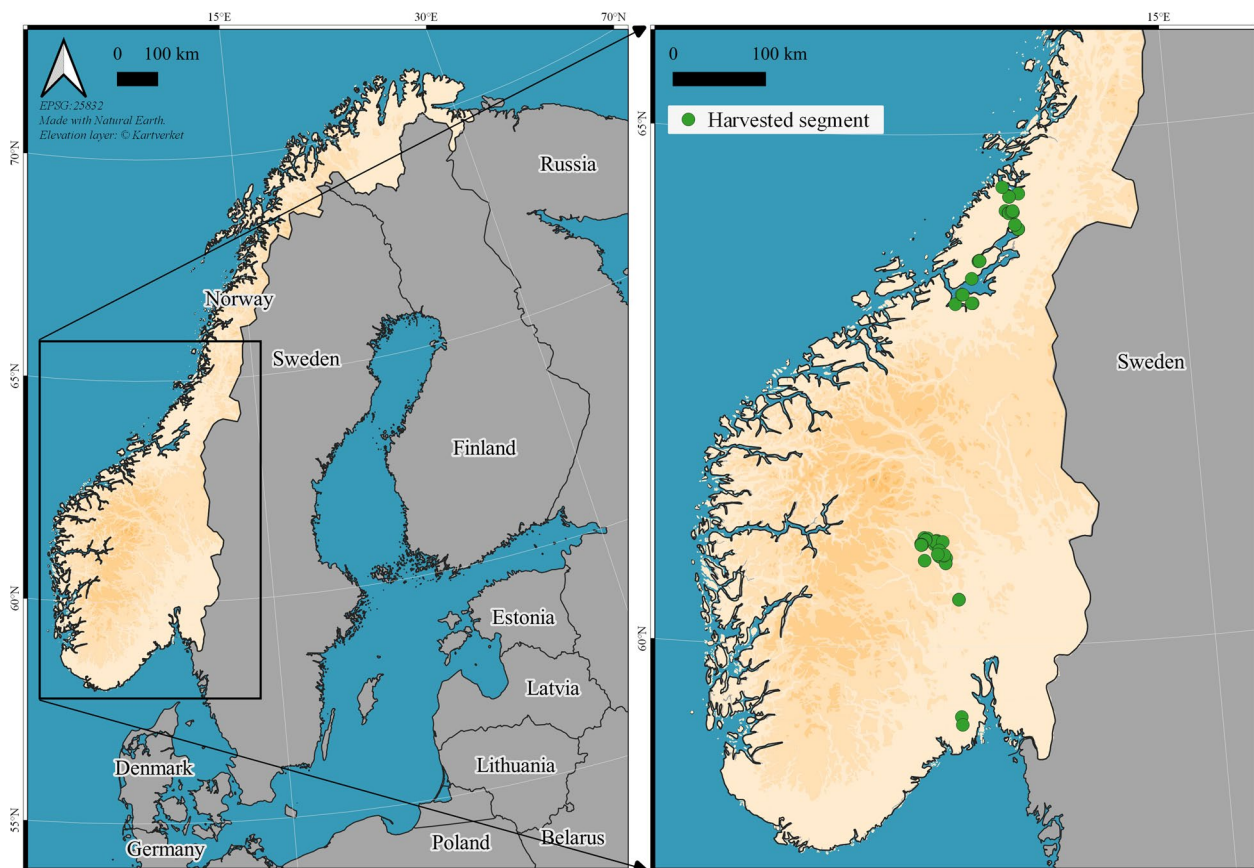 15°E 30°E 70°N
0 100 km
EPSG:25832
Made with Natural Earth.
Elevation layer: © Kartverket
70°N
65°N
60°N
55°N
Russia
Norway
Sweden
Finland
Estonia
Latvia
Lithuania
Denmark
Germany
Poland
Belarus
15°E
0 100 km
Harvested segment
65°N
Sweden
60°N
15°E